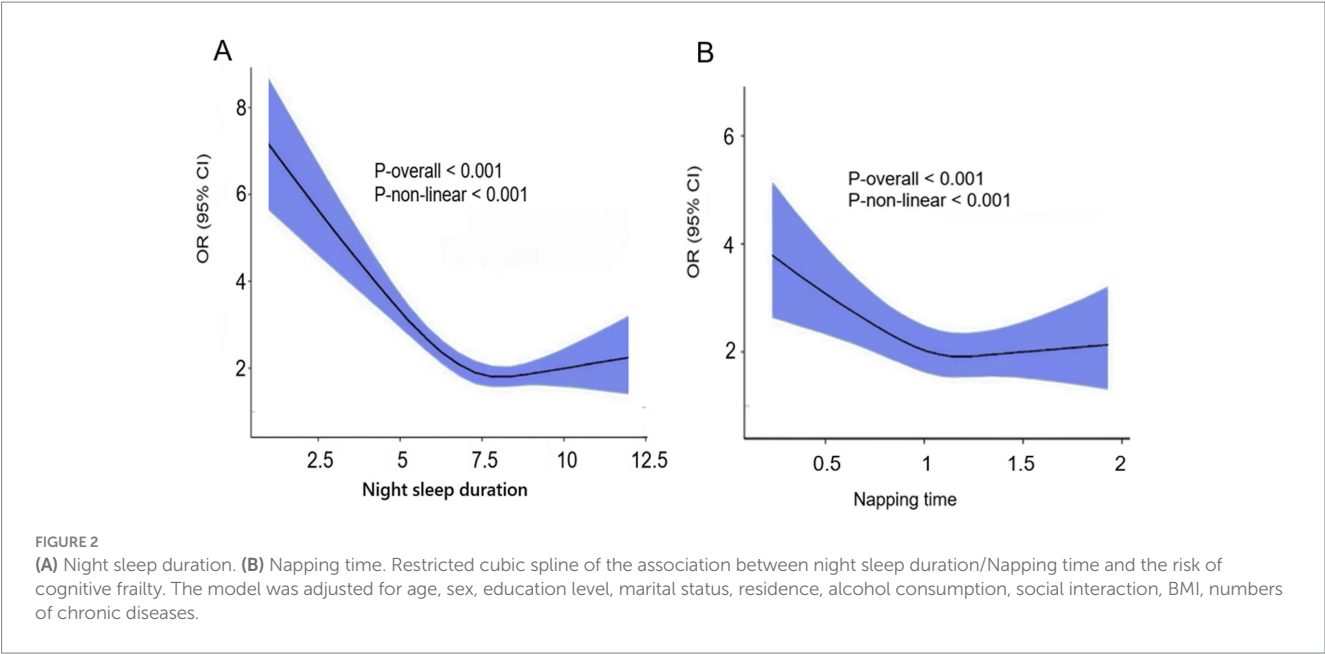 A
8
6
4
2
OR (95% CI)
P-overall < 0.001
P-non-linear < 0.001
2.5 5 7.5 10 12.5
Night sleep duration
B
6
4
2
OR (95% CI)
P-overall < 0.001
P-non-linear < 0.001
0.5 1 1.5 2
Napping time
FIGURE 2
(A) Night sleep duration. (B) Napping time. Restricted cubic spline of the association between night sleep duration/Napping time and the risk of
cognitive frailty. The model was adjusted for age, sex, education level, marital status, residence, alcohol consumption, social interaction, BMI, numbers
of chronic diseases.